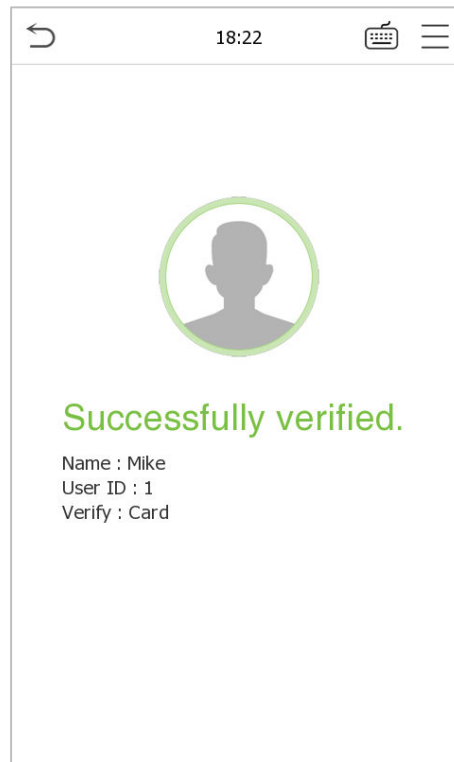 18:22
Successfully verified.
Name : Mike
User ID : 1
Verify : Card